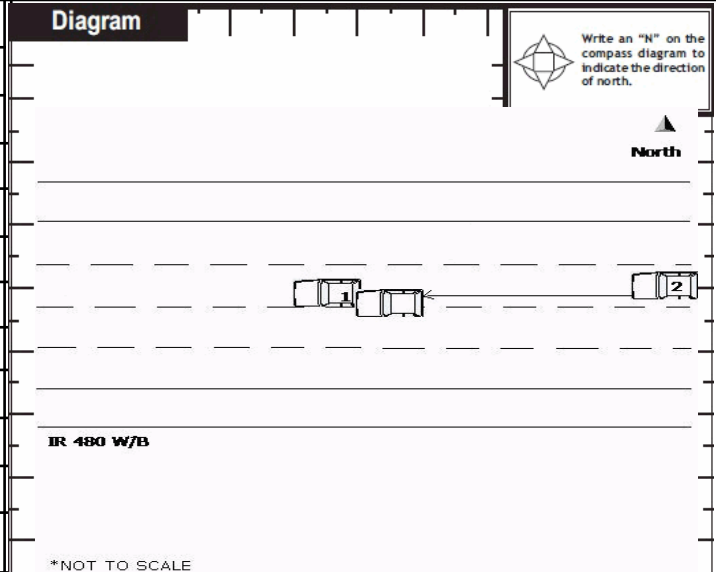 Diagram
Write an “N” on the
compass diagram to
indicate the direction
of north.
North
1
2
IR 480 W/B
*NOT TO SCALE